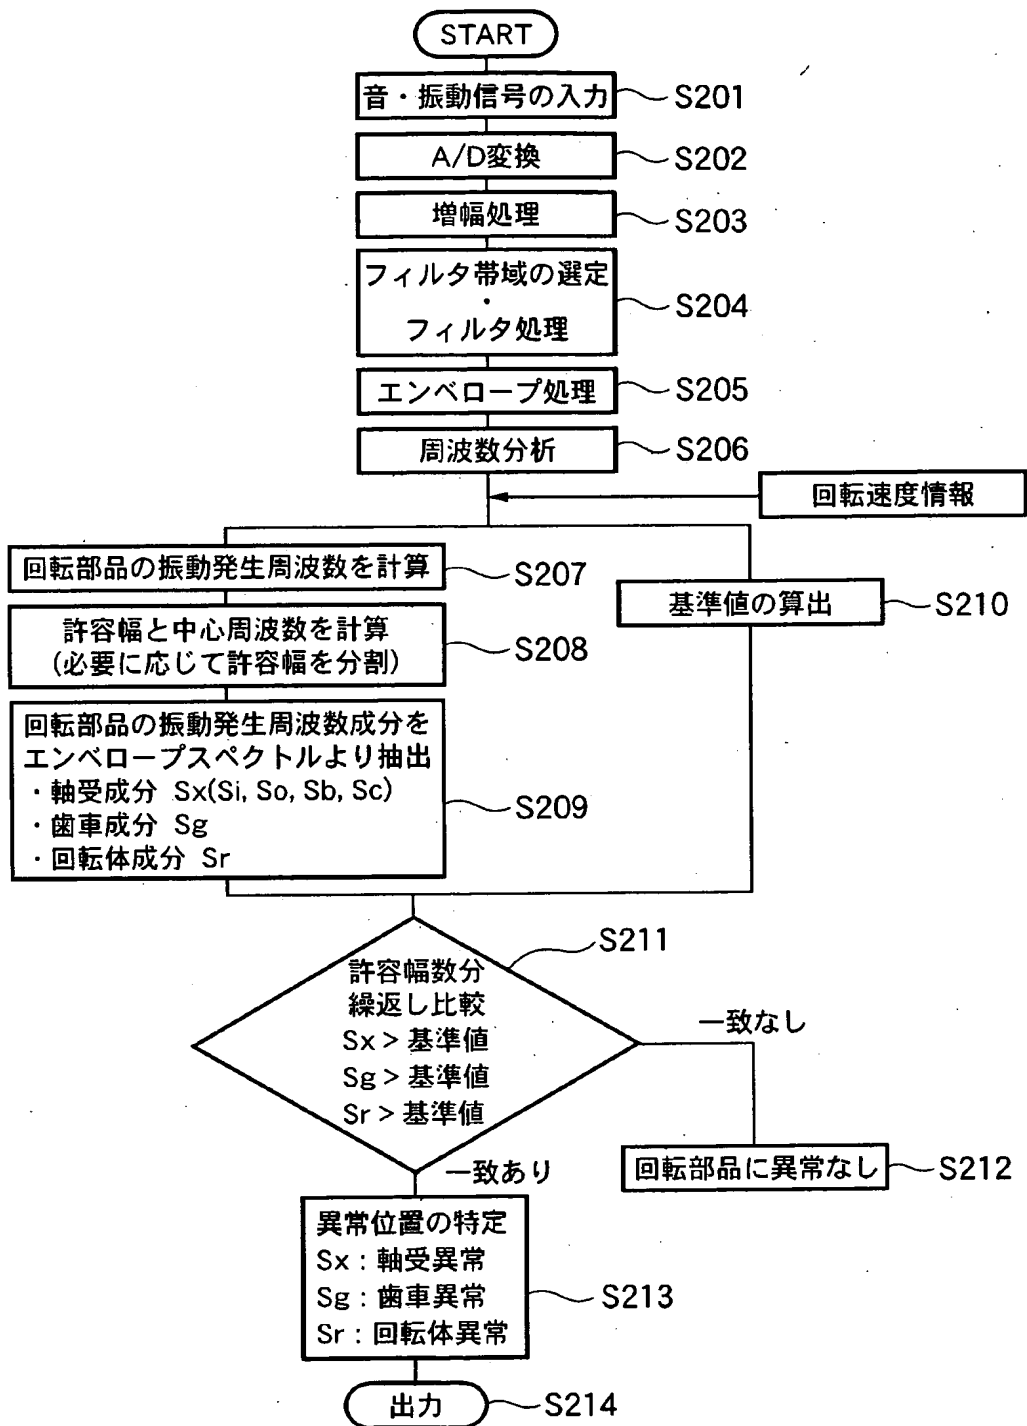 START
音・振動信号の入力 S201
A/D変換 S202
増幅処理 S203
フィルタ帯域の選定
・
フィルタ処理
S204
エンベロープ処理 S205
周波数分析 S206
回転速度情報
回転部品の振動発生周波数を計算 S207
許容幅と中心周波数を計算
(必要に応じて許容幅を分割)
S208
回転部品の振動発生周波数成分を
エンベロープスペクトルより抽出
・軸受成分 Sx(Si, So, Sb, Sc)
・歯車成分 Sg
・回転体成分 Sr
S209
基準値の算出 S210
S211
許容幅数分
繰返し比較
Sx > 基準値
Sg > 基準値
Sr > 基準値
一致なし
回転部品に異常なし S212
一致あり
異常位置の特定
Sx : 軸受異常
Sg : 歯車異常
Sr : 回転体異常
S213
出力 S214